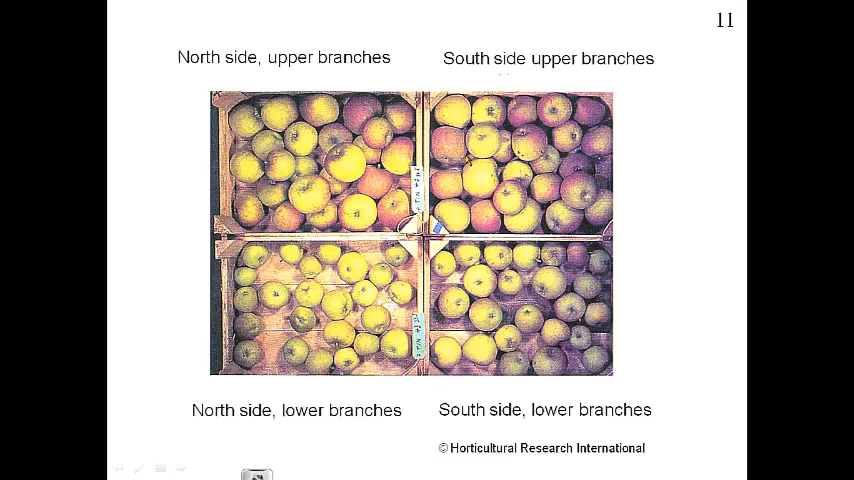 11
North side, upper branches
South side upper branches
North side, lower branches
South side, lower branches
© Horticultural Research International